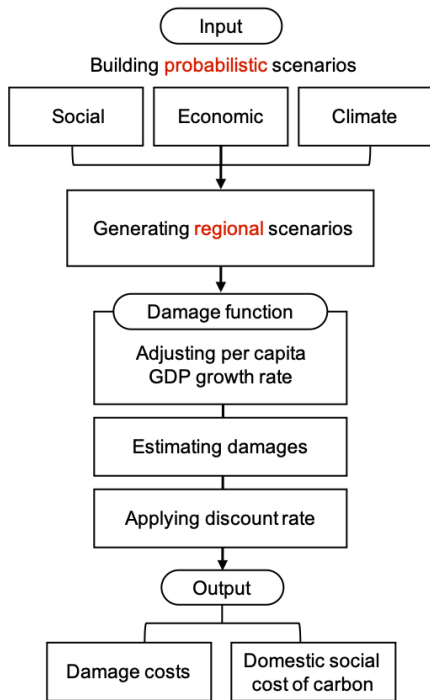 Input
Building probabilistic scenarios
Social
Economic
Climate
Generating regional scenarios
Damage function
Adjusting per capita
GDP growth rate
Estimating damages
Applying discount rate
Output
Damage costs
Domestic social
cost of carbon